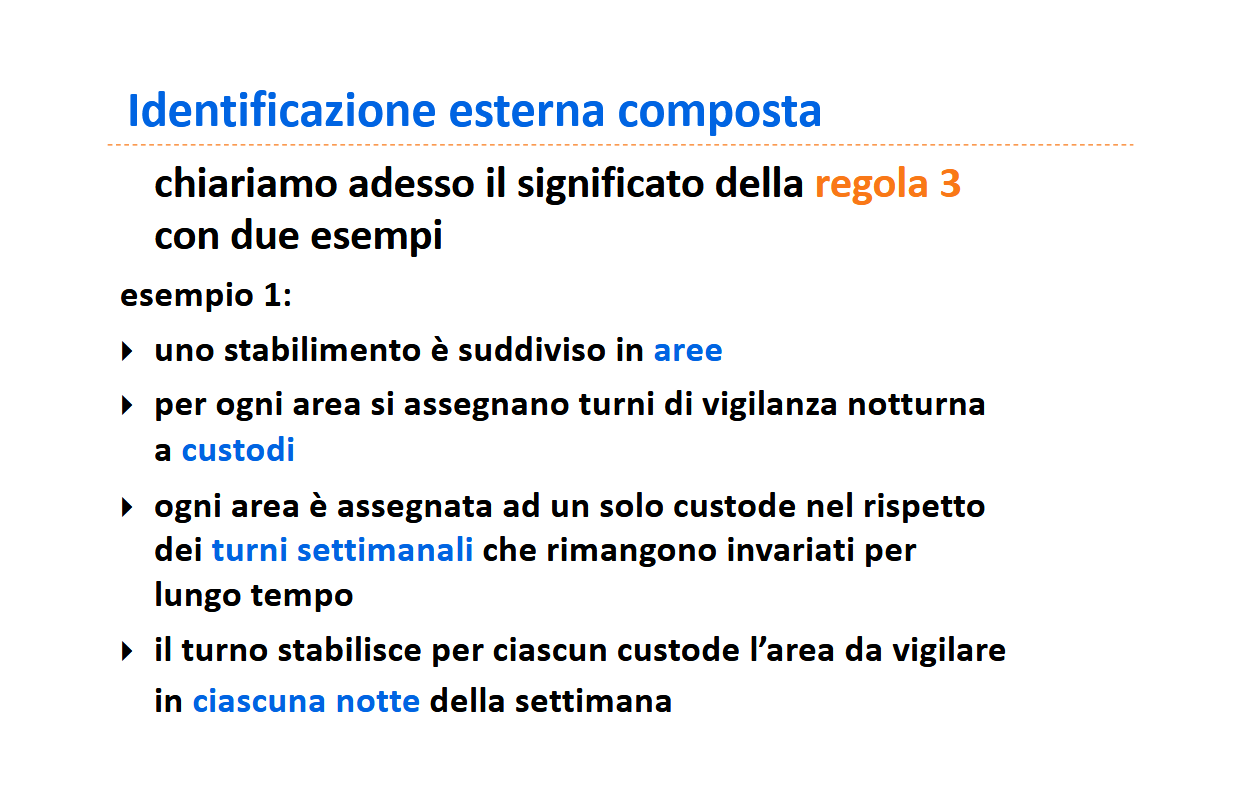 Identificazione esterna composta
chiariamo adesso il significato della regola 3
con due esempi
esempio 1:
uno stabilimento è suddiviso in aree
per ogni area si assegnano turni di vigilanza notturna
a custodi
ogni area è assegnata ad un solo custode nel rispetto
dei turni settimanali che rimangono invariati per
lungo tempo
il turno stabilisce per ciascun custode l’area da vigilare
in ciascuna notte della settimana